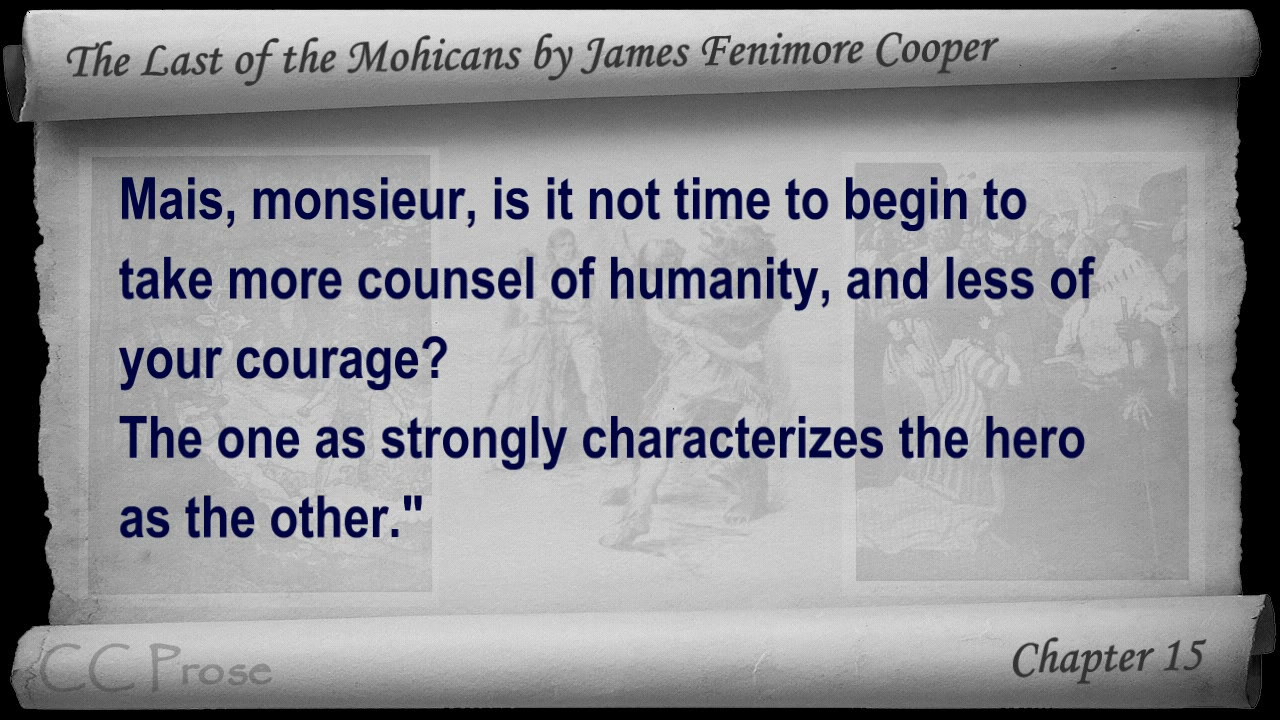 The Last of the Mohicans by James Fenimore Cooper
Mais, monsieur, is it not time to begin to
take more counsel of humanity, and less of
your courage?
The one as strongly characterizes the hero
as the other."
CC Prose
Chapter 15